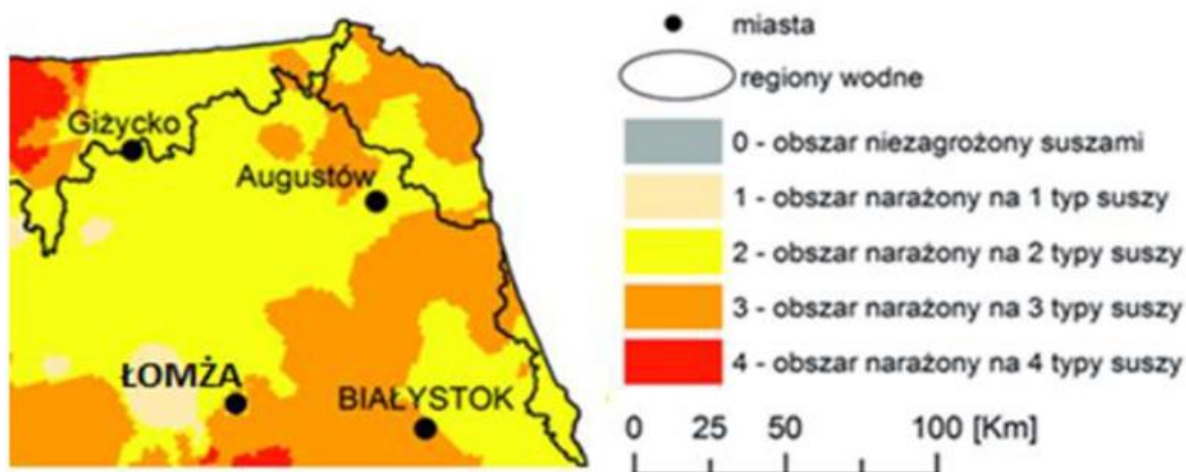 Giżycko
Augustów
ŁOMŻA
BIAŁYSTOK
miasta
regiony wodne
0 - obszar niezagrożony suszami
1 - obszar narażony na 1 typ suszy
2 - obszar narażony na 2 typy suszy
3 - obszar narażony na 3 typy suszy
4 - obszar narażony na 4 typy suszy
0 25 50 100 [Km]